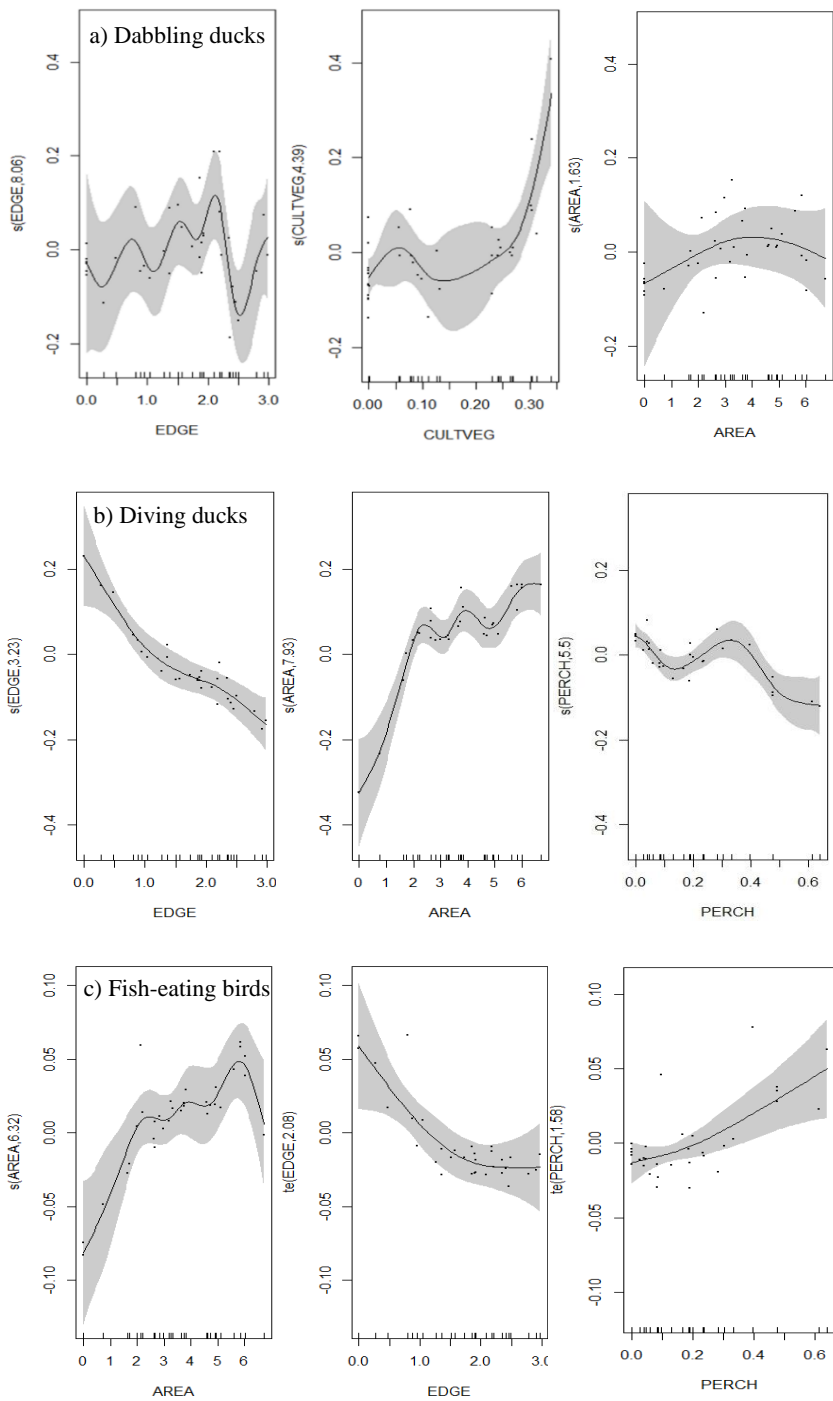 a) Dabbling ducks
s(EDGE,8.06)
-0.2 0.0 0.2 0.4
0.0 1.0 2.0 3.0
EDGE
s(CULTVEG,4.39)
-0.2 0.0 0.2 0.4
0.00 0.10 0.20 0.30
CULTVEG
s(AREA,1.63)
-0.2 0.0 0.2 0.4
0 1 2 3 4 5 6
AREA
b) Diving ducks
s(EDGE,3.23)
-0.4 -0.2 0.0 0.2
0.0 1.0 2.0 3.0
EDGE
s(AREA,7.93)
-0.4 -0.2 0.0 0.2
0 1 2 3 4 5 6
AREA
s(PERCH,5.5)
-0.4 -0.2 0.0 0.2
0.0 0.2 0.4 0.6
PERCH
c) Fish-eating birds
s(AREA,6.32)
-0.10 -0.05 0.00 0.05 0.10
0 1 2 3 4 5 6
AREA
te(EDGE,2.08)
-0.10 -0.05 0.00 0.05 0.10
0.0 1.0 2.0 3.0
EDGE
te(PERCH,1.58)
-0.10 -0.05 0.00 0.05 0.10
0.0 0.2 0.4 0.6
PERCH